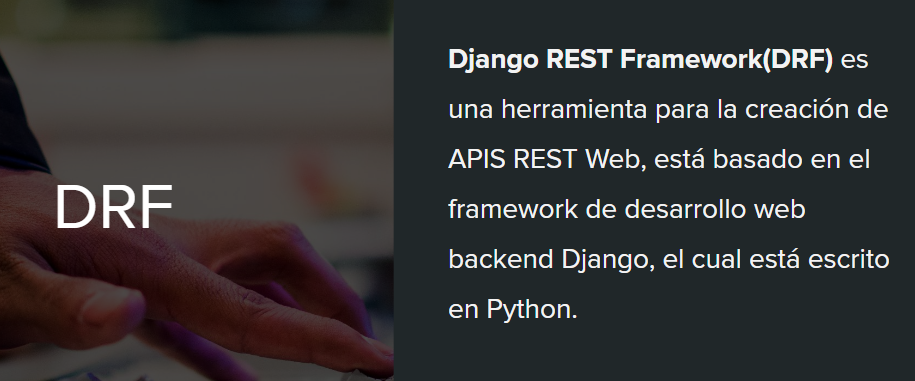 DRF
Django REST Framework(DRF) es
una herramienta para la creación de
APIS REST Web, está basado en el
framework de desarrollo web
backend Django, el cual está escrito
en Python.